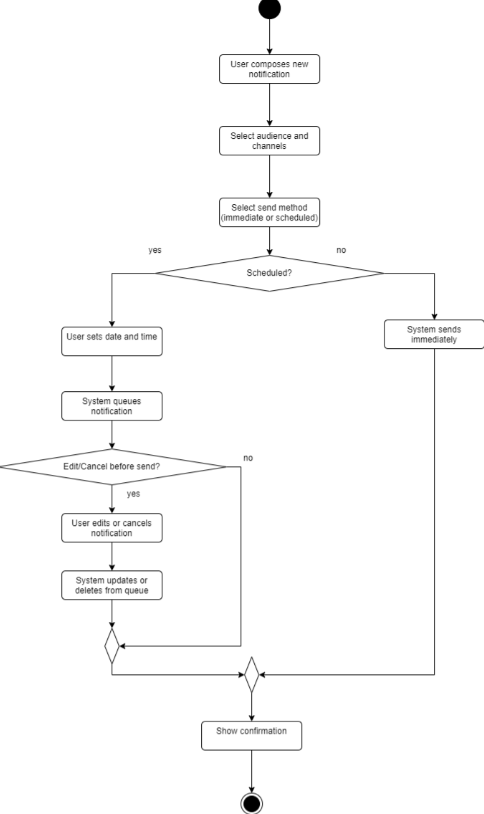 User composes new
notification
Select audience and
channels
Select send method
(immediate or scheduled)
yes
no
Scheduled?
User sets date and time
System sends
immediately
System queues
notification
Edit/Cancel before send?
no
yes
User edits or cancels
notification
System updates or
deletes from queue
Show confirmation